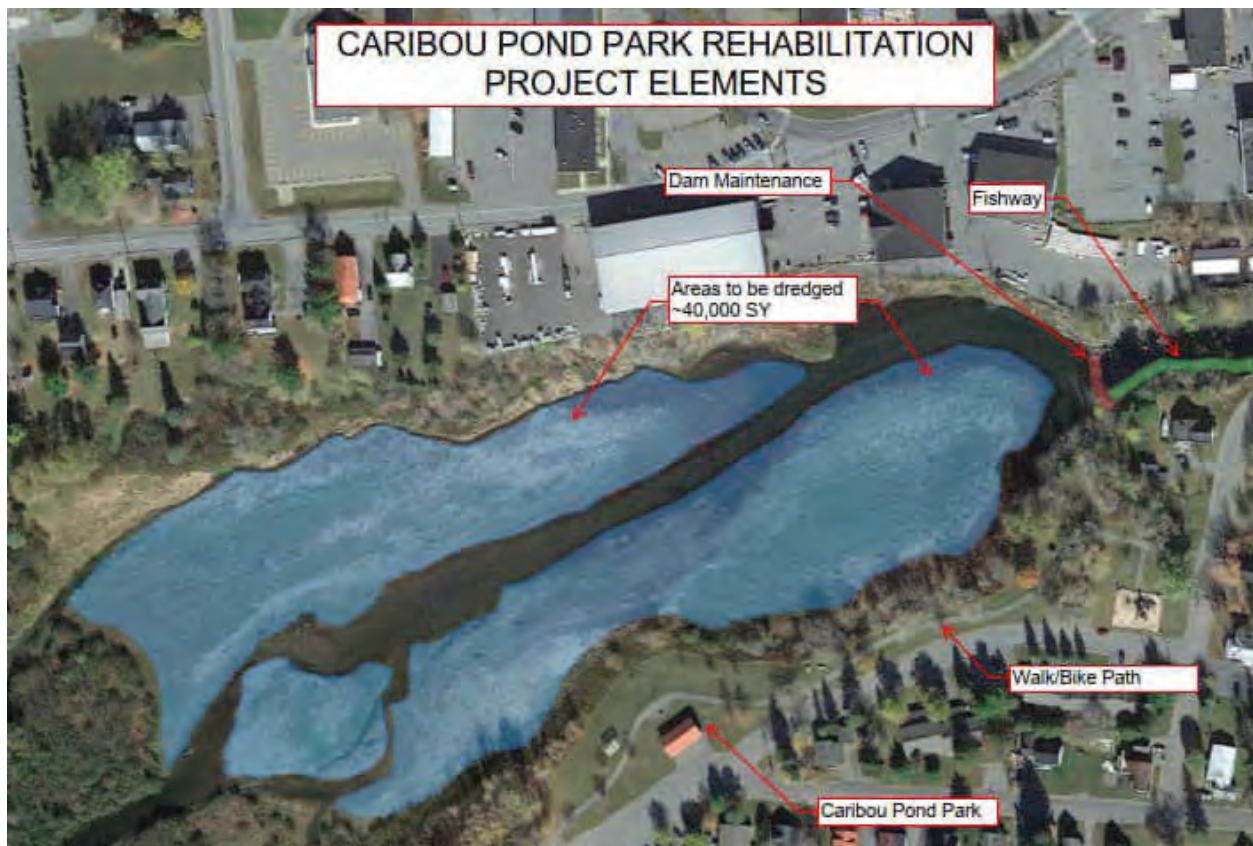 CARIBOU POND PARK REHABILITATION
PROJECT ELEMENTS
Dam Maintenance
Fishway
Areas to be dredged
~40,000 SY
Walk/Bike Path
Caribou Pond Park